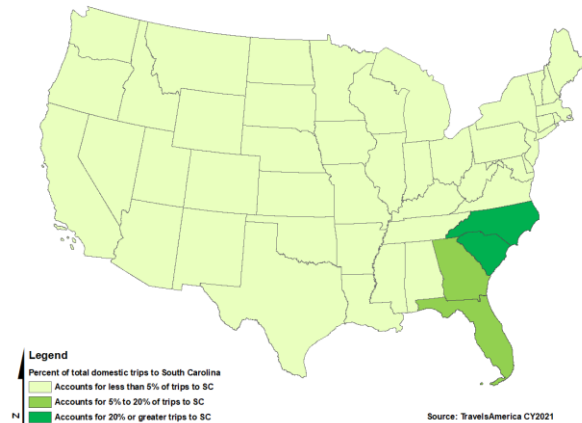 Legend
Percent of total domestic trips to South Carolina
Accounts for less than 5% of trips to SC
Accounts for 5% to 20% of trips to SC
Accounts for 20% or greater trips to SC
N
Source: TravelsAmerica CY2021